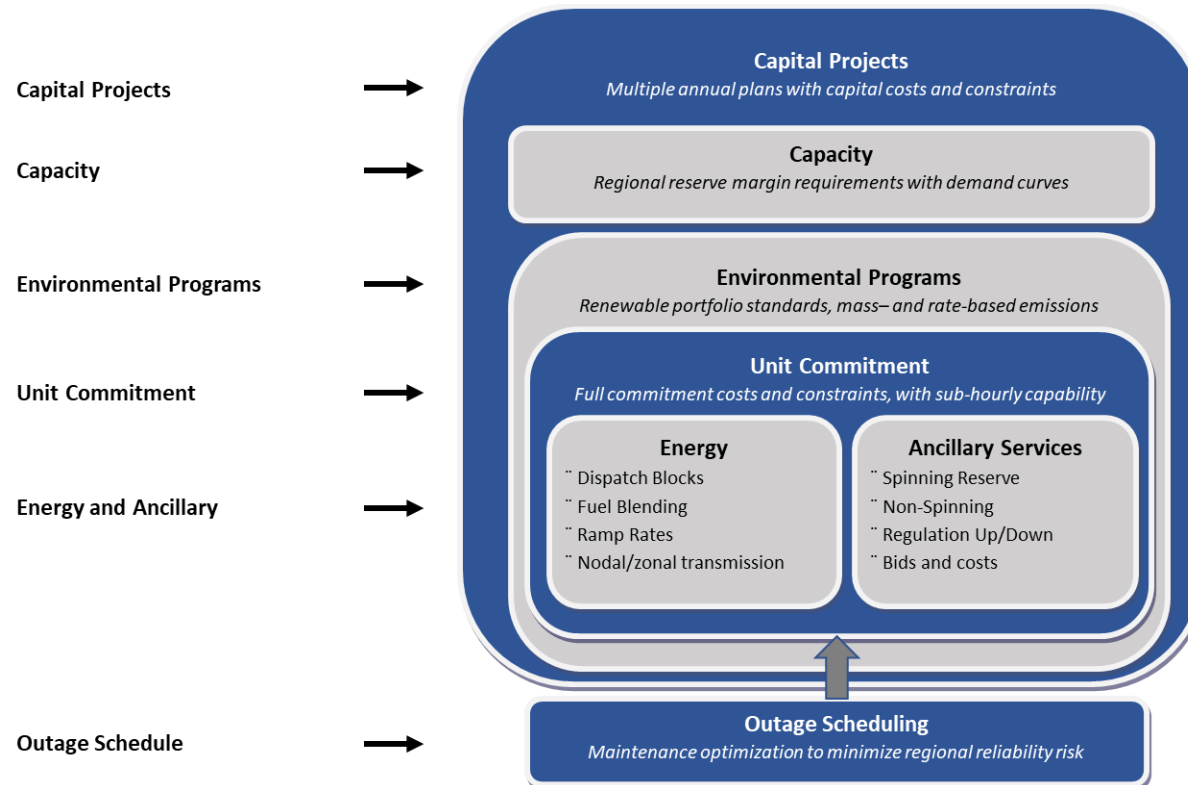 Capital Projects
Capital Projects
Multiple annual plans with capital costs and constraints
Capacity
Capacity
Regional reserve margin requirements with demand curves
Environmental Programs
Environmental Programs
Renewable portfolio standards, mass– and rate-based emissions
Unit Commitment
Unit Commitment
Full commitment costs and constraints, with sub-hourly capability
Energy and Ancillary
Energy
¨ Dispatch Blocks
¨ Fuel Blending
¨ Ramp Rates
¨ Nodal/zonal transmission
Ancillary Services
¨ Spinning Reserve
¨ Non-Spinning
¨ Regulation Up/Down
¨ Bids and costs
Outage Schedule
Outage Scheduling
Maintenance optimization to minimize regional reliability risk